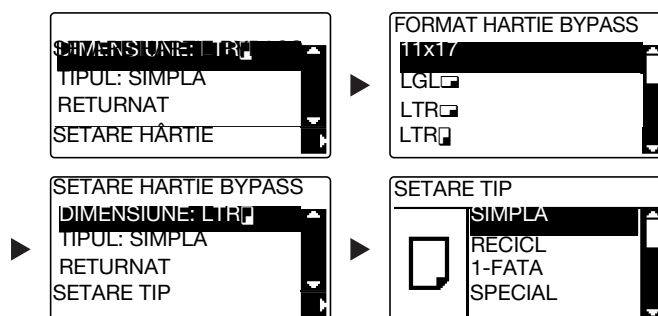 TIPUL: SIMPLA
RETURNAT
SETARE HÂRTIE
FORMAT HARTIE BYPASS
11x17
LGL
LTR
LTR
SETARE HARTIE BYPASS
DIMENSIUNE: LTR
TIPUL: SIMPLA
RETURNAT
SETARE TIP
SETARE TIP
SIMPLA
RECICL
1-FATA
SPECIAL